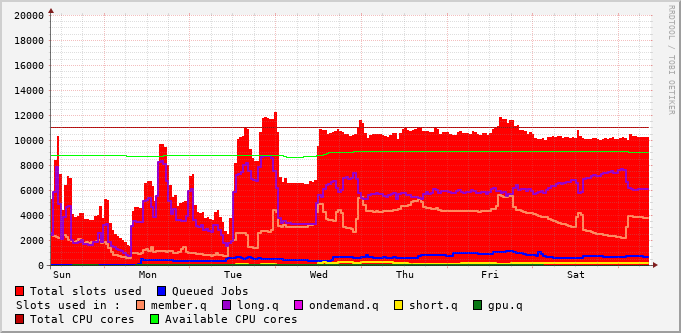 RRDTOOL / TOBI OETIKER
20000
18000
16000
14000
12000
10000
8000
6000
4000
2000
0
Sun Mon Tue Wed Thu Fri Sat
Total slots used Queued Jobs
Slots used in : member.q long.q ondemand.q short.q gpu.q
Total CPU cores Available CPU cores